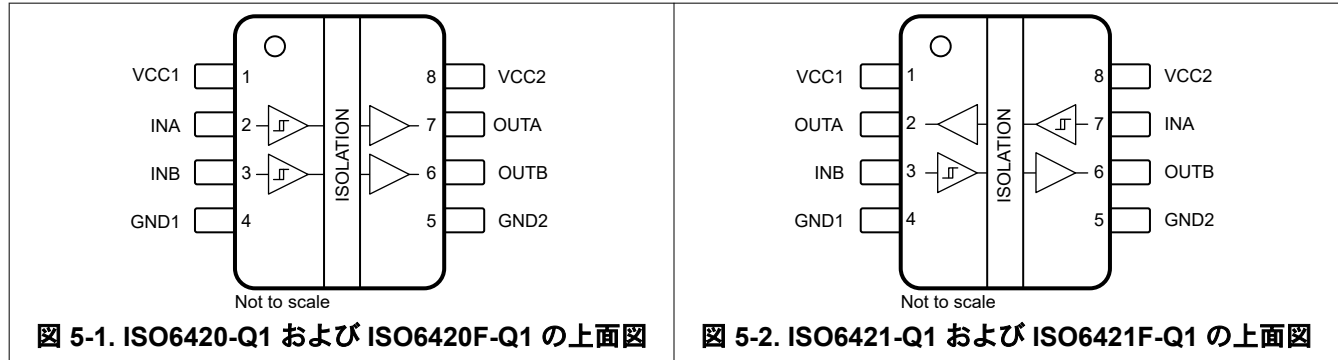 VCC1 1 8 VCC2
INA 2 7 OUTA
INB 3 6 OUTB
GND1 4 5 GND2
ISOLATION
Not to scale
図 5-1. ISO6420-Q1 および ISO6420F-Q1 の上面図
VCC1 1 8 VCC2
OUTA 2 7 INA
INB 3 6 OUTB
GND1 4 5 GND2
ISOLATION
Not to scale
図 5-2. ISO6421-Q1 および ISO6421F-Q1 の上面図